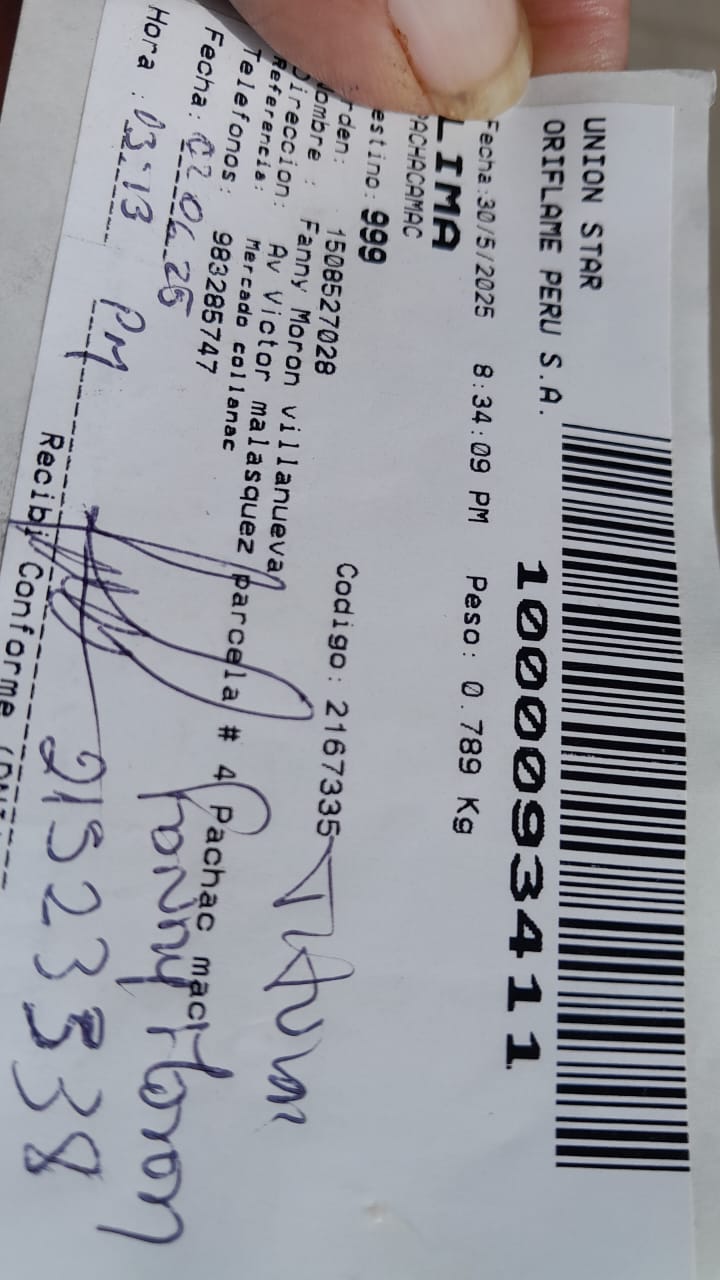 UNION STAR
ORIFLAME PERU S.A.
1000093411
Fecha:30/5/2025 8:34:09 PM Peso: 0.789 Kg
LIMA
PACHACAMAC
estino: 999
rden: 1508527028 Codigo: 2167335
ombre : Fanny Moron villanueva
Direccion: Av Victor malasquez parcela # 4 pachac mac
Referencia: Mercado collanac
Telefonos: 983285747
Fecha: 02 06 25
Hora : 03:13 PM
Fanny Moron
21523338
Recibi Conforme (DNI